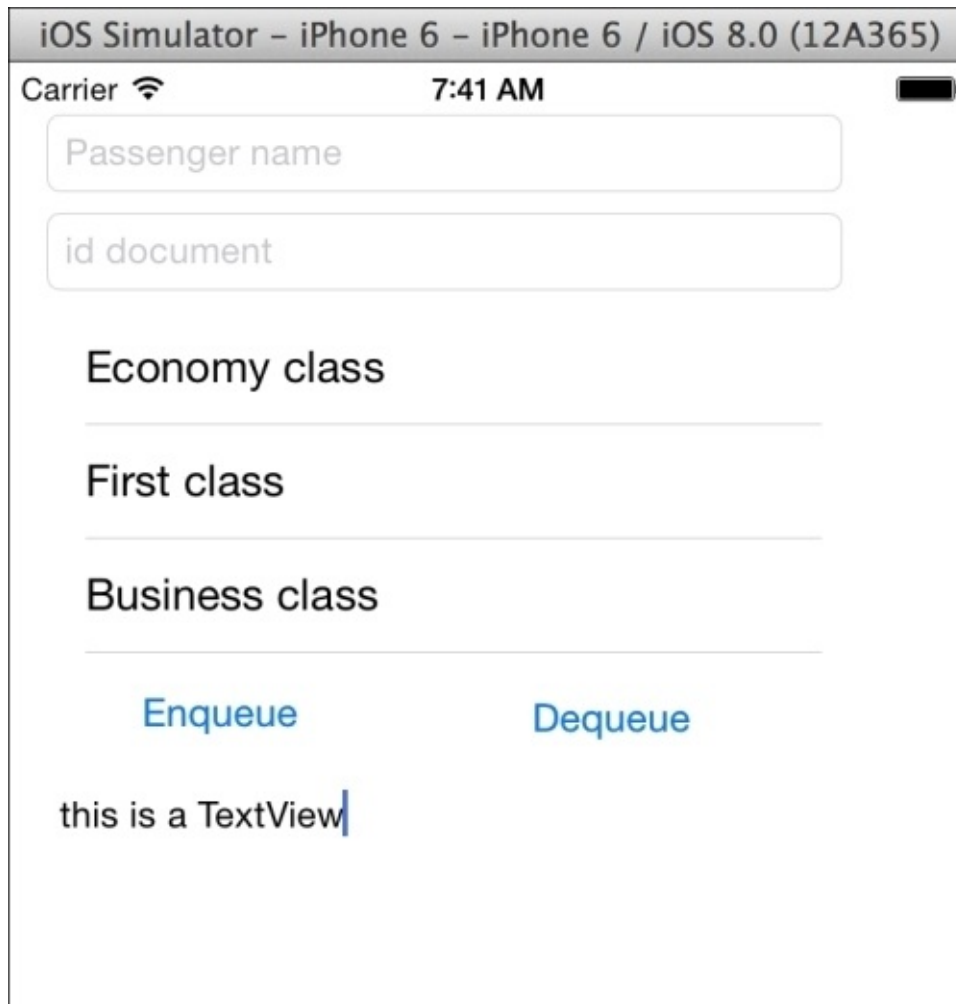 iOS Simulator – iPhone 6 – iPhone 6 / iOS 8.0 (12A365)
Carrier 7:41 AM
Passenger name
id document
Economy class
First class
Business class
Enqueue Dequeue
this is a TextView